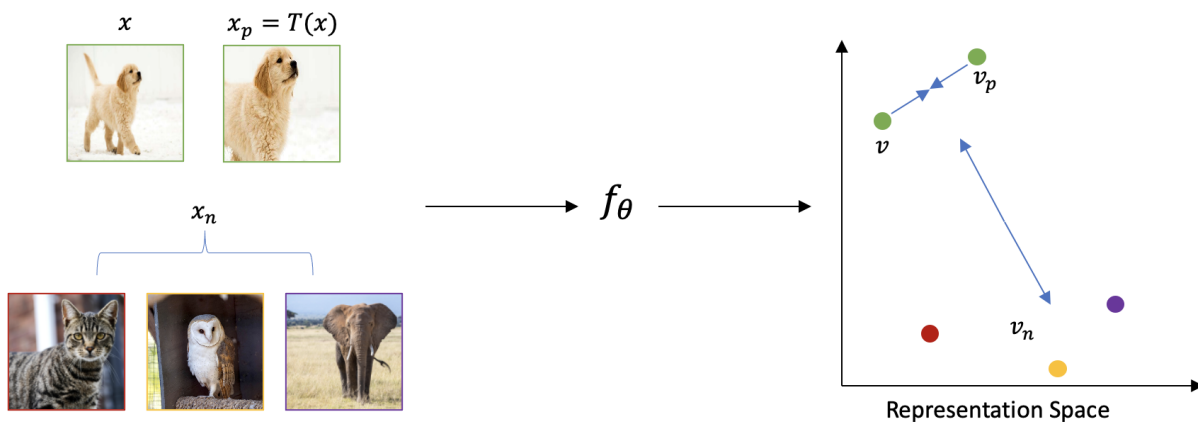 x
x_p = T(x)
x_n
f_θ
v_p
v
v_n
Representation Space